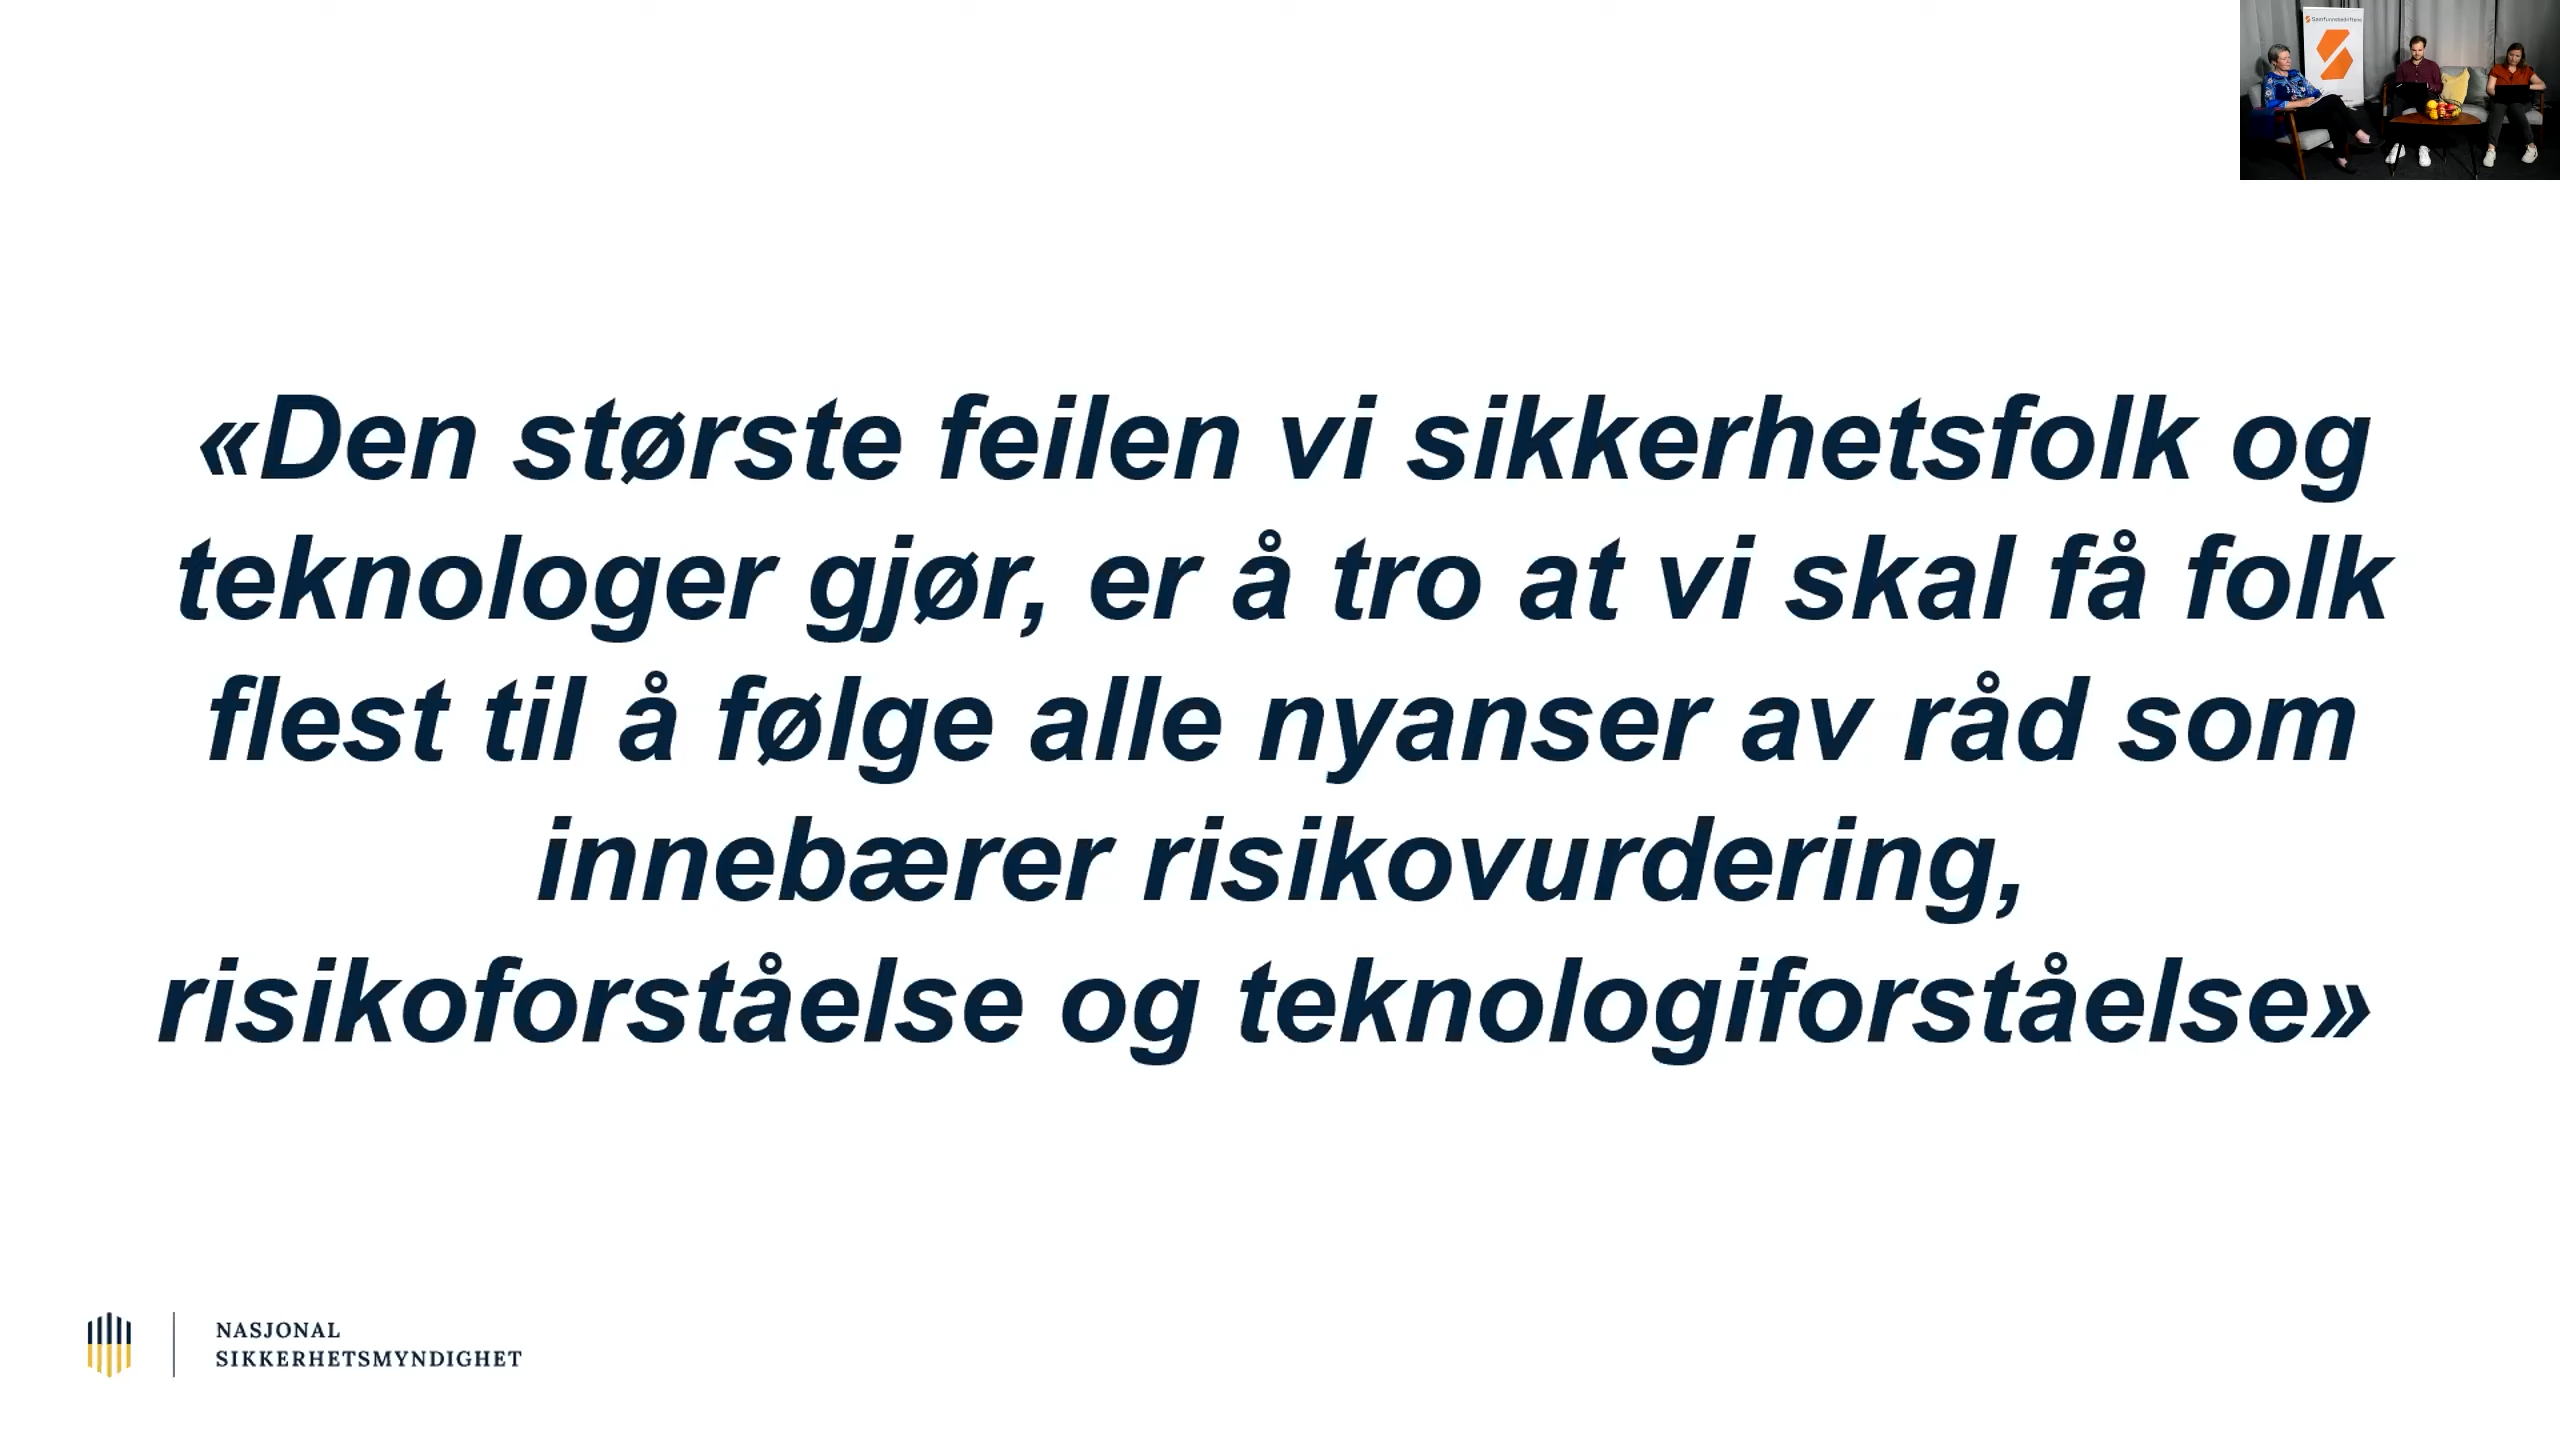 Samfunnsbedriftene
«Den største feilen vi sikkerhetsfolk og
teknologer gjør, er å tro at vi skal få folk
flest til å følge alle nyanser av råd som
innebærer risikovurdering,
risikoforståelse og teknologiforståelse»
NASJONAL
SIKKERHETSMYNDIGHET